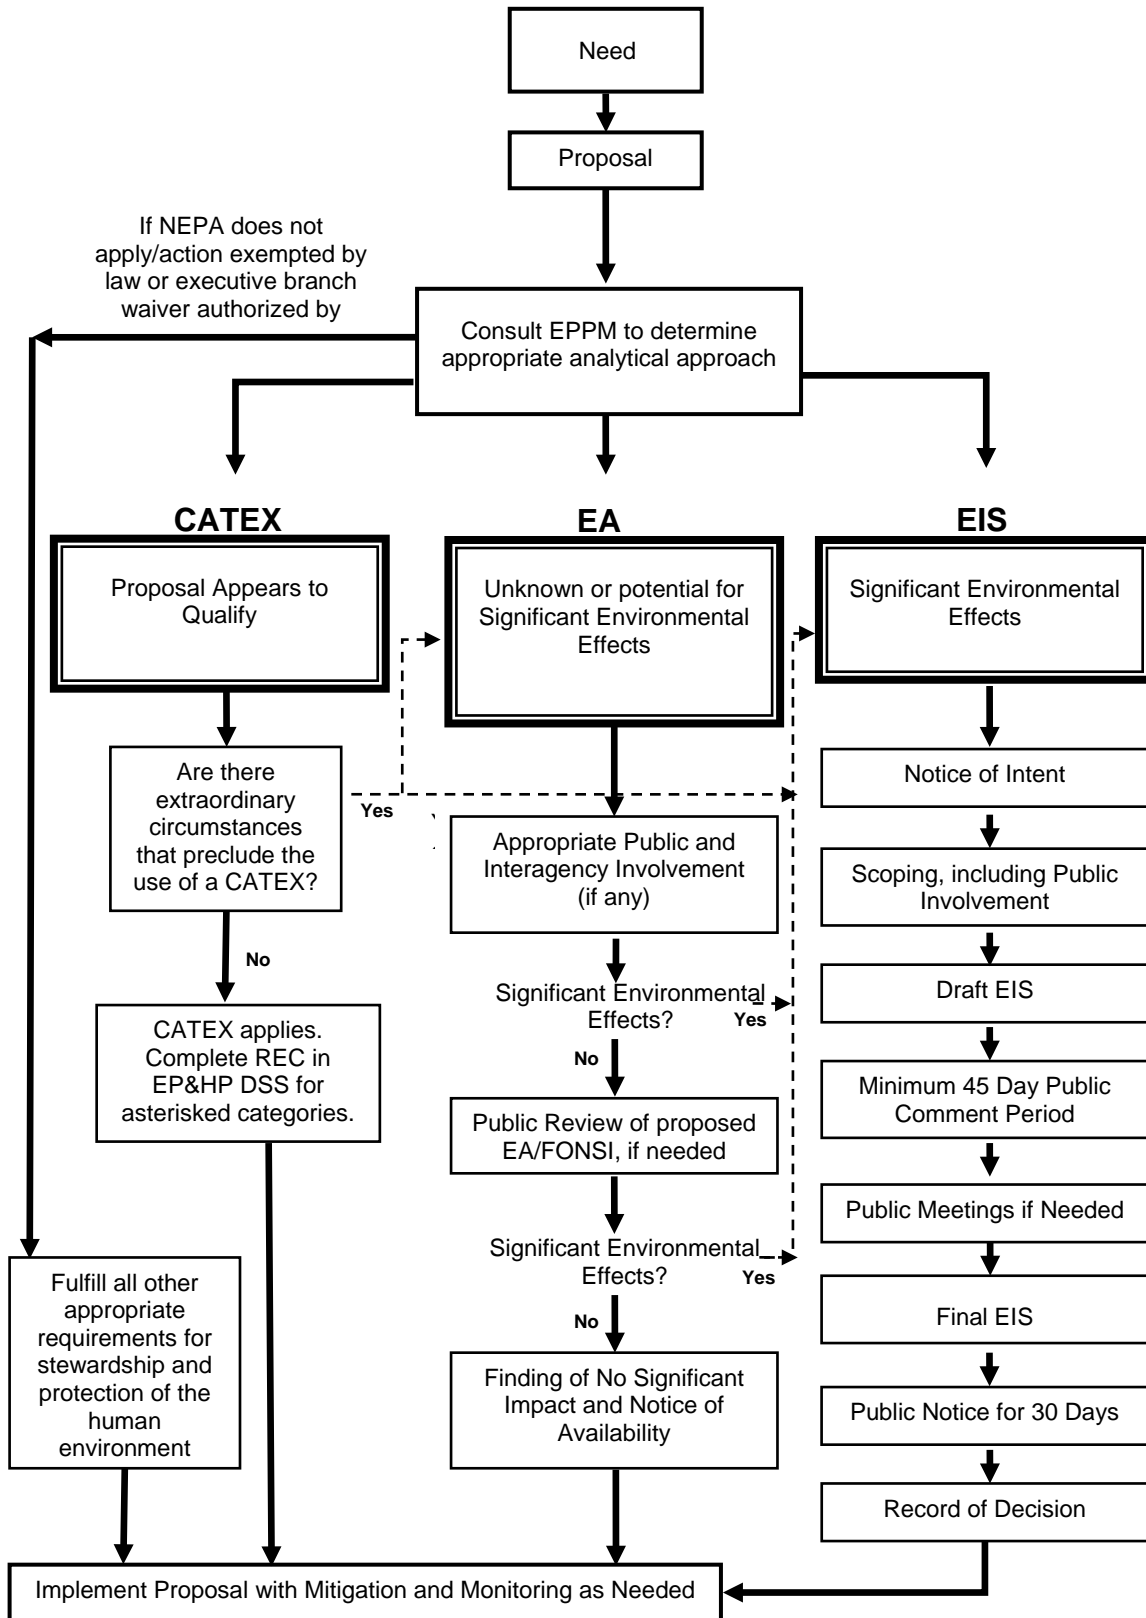 Need
Proposal
If NEPA does not
apply/action exempted by
law or executive branch
waiver authorized by
Consult EPPM to determine
appropriate analytical approach
CATEX
Proposal Appears to
Qualify
Are there
extraordinary
circumstances
that preclude the
use of a CATEX?
Yes
No
CATEX applies.
Complete REC in
EP&HP DSS for
asterisked categories.
Fulfill all other
appropriate
requirements for
stewardship and
protection of the
human
environment
EA
Unknown or potential for
Significant Environmental
Effects
Appropriate Public and
Interagency Involvement
(if any)
Significant Environmental
Effects?
Yes
No
Public Review of proposed
EA/FONSI, if needed
Significant Environmental
Effects?
Yes
No
Finding of No Significant
Impact and Notice of
Availability
EIS
Significant Environmental
Effects
Notice of Intent
Scoping, including Public
Involvement
Draft EIS
Minimum 45 Day Public
Comment Period
Public Meetings if Needed
Final EIS
Public Notice for 30 Days
Record of Decision
Implement Proposal with Mitigation and Monitoring as Needed